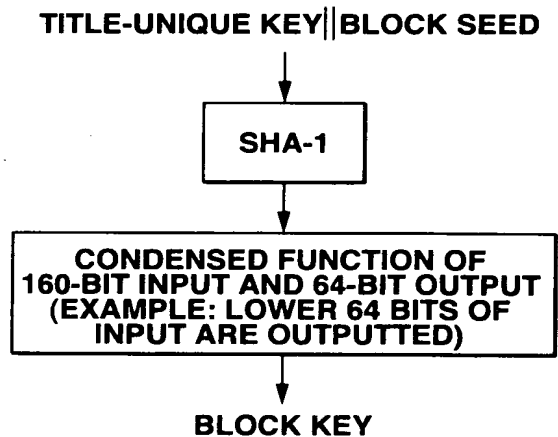 TITLE-UNIQUE KEY||BLOCK SEED
SHA-1
CONDENSED FUNCTION OF
160-BIT INPUT AND 64-BIT OUTPUT
(EXAMPLE: LOWER 64 BITS OF
INPUT ARE OUTPUTTED)
BLOCK KEY